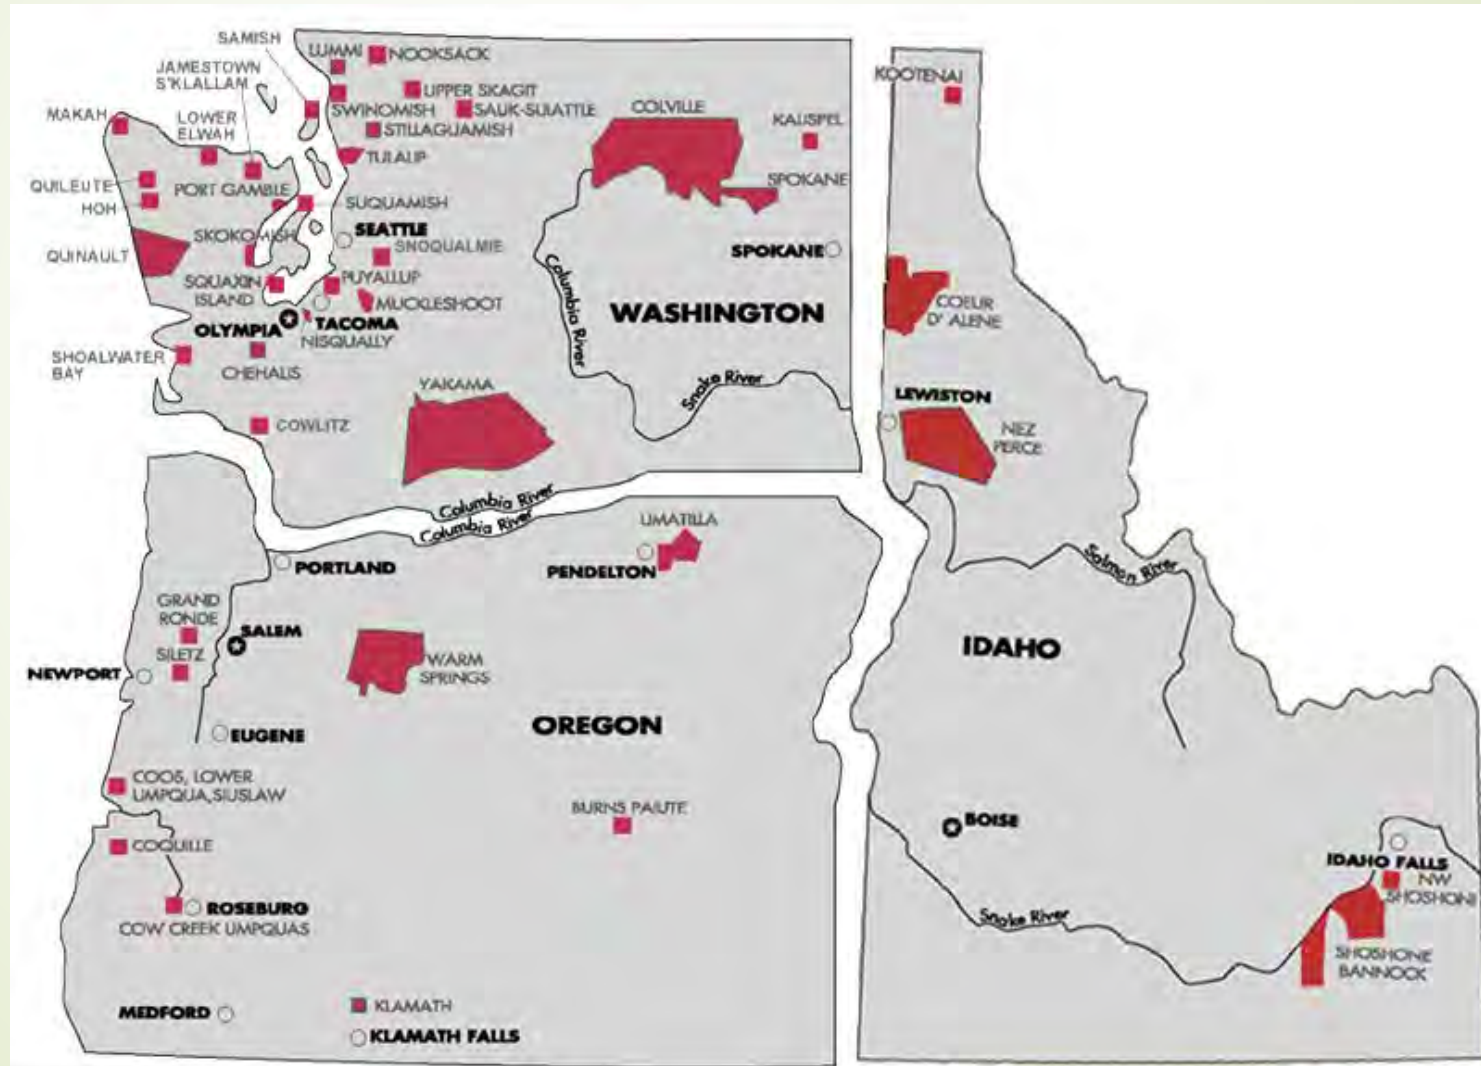 SAMISH
LUMMI
NOOKSACK
JAMESTOWN
S'KLALLAM
UPPER SKAGIT
SWINOMISH
SAUK-SUIATTLE
MAKAH
LOWER
ELWAH
STILLAGUAMISH
TULALIP
QUILEUTE
PORT GAMBLE
HOH
SUQUAMISH
SEATTLE
SKOKOMISH
SNOQUALMIE
QUINAULT
SQUAXIN
ISLAND
PUYALLUP
MUCKLESHOOT
OLYMPIA
TACOMA
NISQUALLY
SHOALWATER
BAY
CHEHALIS
COWLITZ
YAKAMA
COLVILLE
KALISPEL
SPOKANE
SPOKANE
WASHINGTON
Columbia River
Snake River
Columbia River
Columbia River
KOOTENAI
COEUR
D' ALENE
LEWISTON
NEZ
PERCE
Salmon River
IDAHO
BOISE
IDAHO FALLS
NW
SHOSHONI
Snake River
SHOSHONE
BANNOCK
UMATILLA
PENDELTON
PORTLAND
GRAND
RONDE
SALEM
SILETZ
NEWPORT
WARM
SPRINGS
EUGENE
OREGON
COOS, LOWER
UMPQUA,SIUSLAW
BURNS PAIUTE
COQUILLE
ROSEBURG
COW CREEK UMPQUAS
MEDFORD
KLAMATH
KLAMATH FALLS